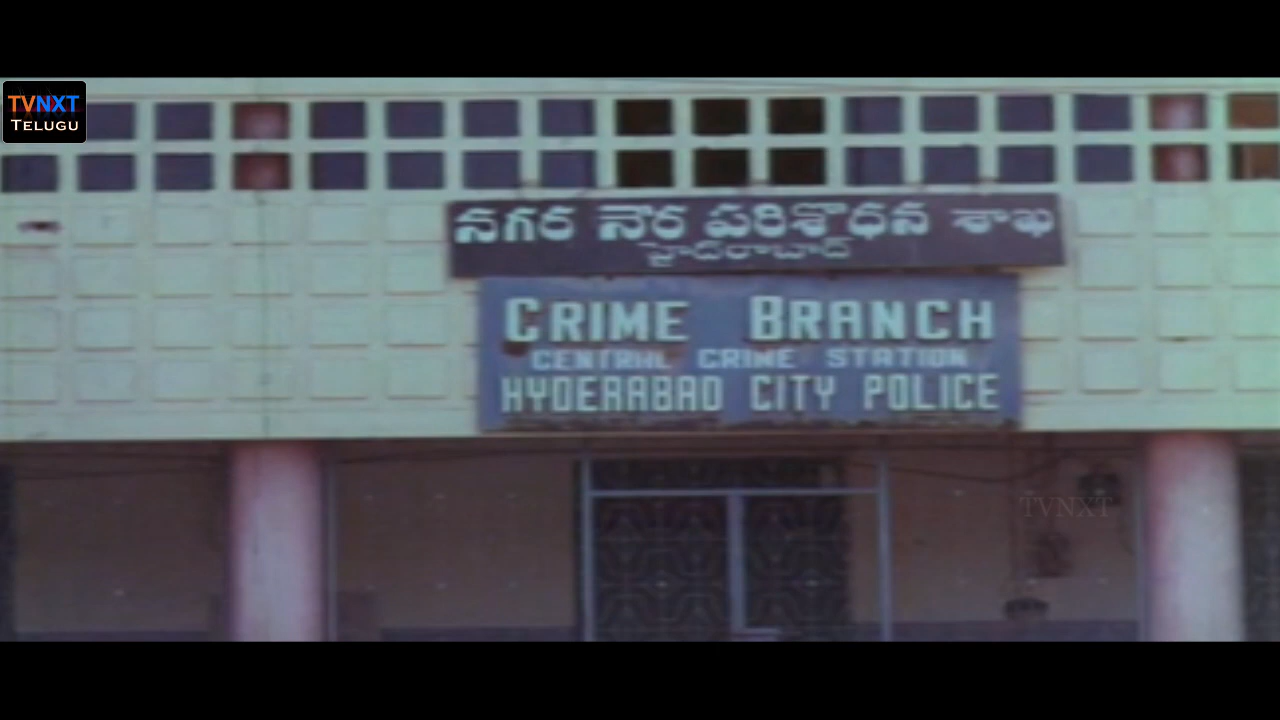 TVNXT
TELUGU
నగర నేర పరిశోధన శాఖ
హైదరాబాద్
CRIME BRANCH
CENTRAL CRIME STATION
HYDERABAD CITY POLICE
TVNXT